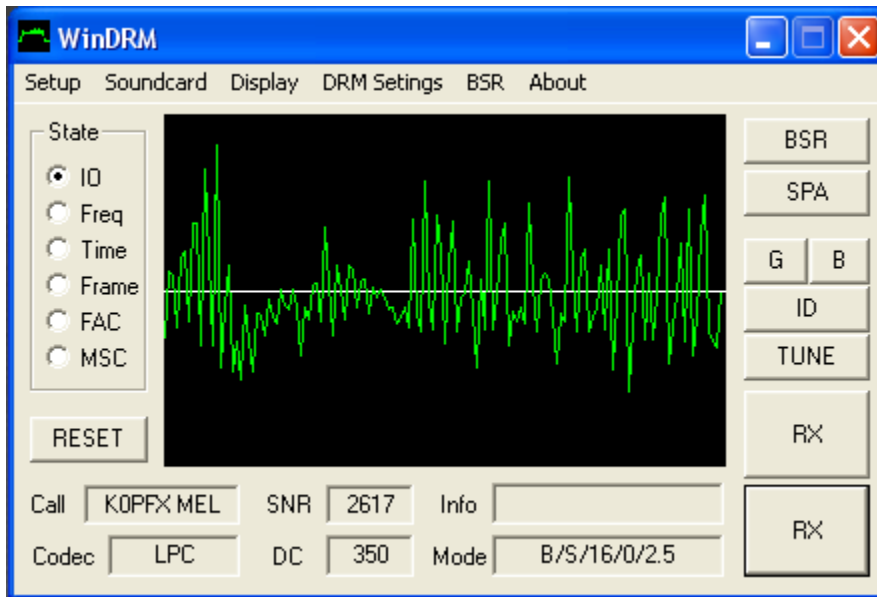 WinDRM
Setup Soundcard Display DRM Setings BSR About
State
IO
Freq
Time
Frame
FAC
MSC
RESET
BSR
SPA
G B
ID
TUNE
RX
RX
Call K0PFX MEL SNR 2617 Info
Codec LPC DC 350 Mode B/S/16/0/2.5